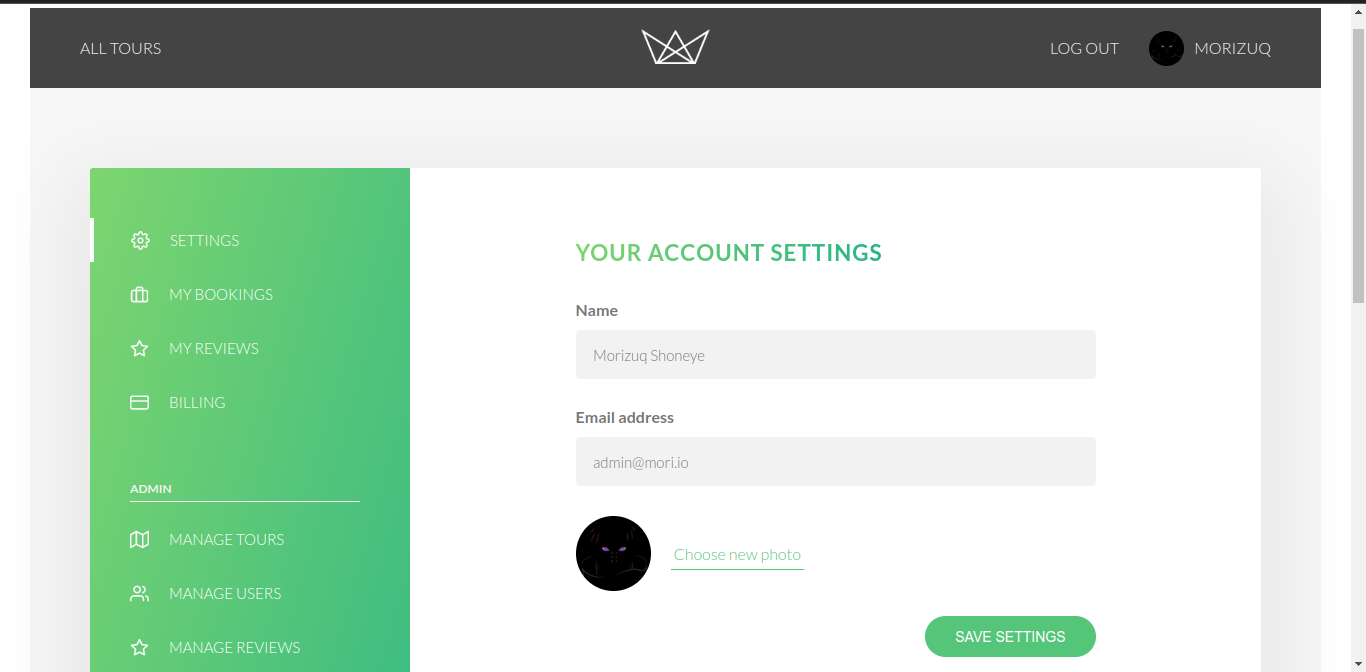 ALL TOURS
LOG OUT
MORIZUQ
SETTINGS
MY BOOKINGS
MY REVIEWS
BILLING
ADMIN
MANAGE TOURS
MANAGE USERS
MANAGE REVIEWS
YOUR ACCOUNT SETTINGS
Name
Morizuq Shoneye
Email address
admin@mori.io
Choose new photo
SAVE SETTINGS